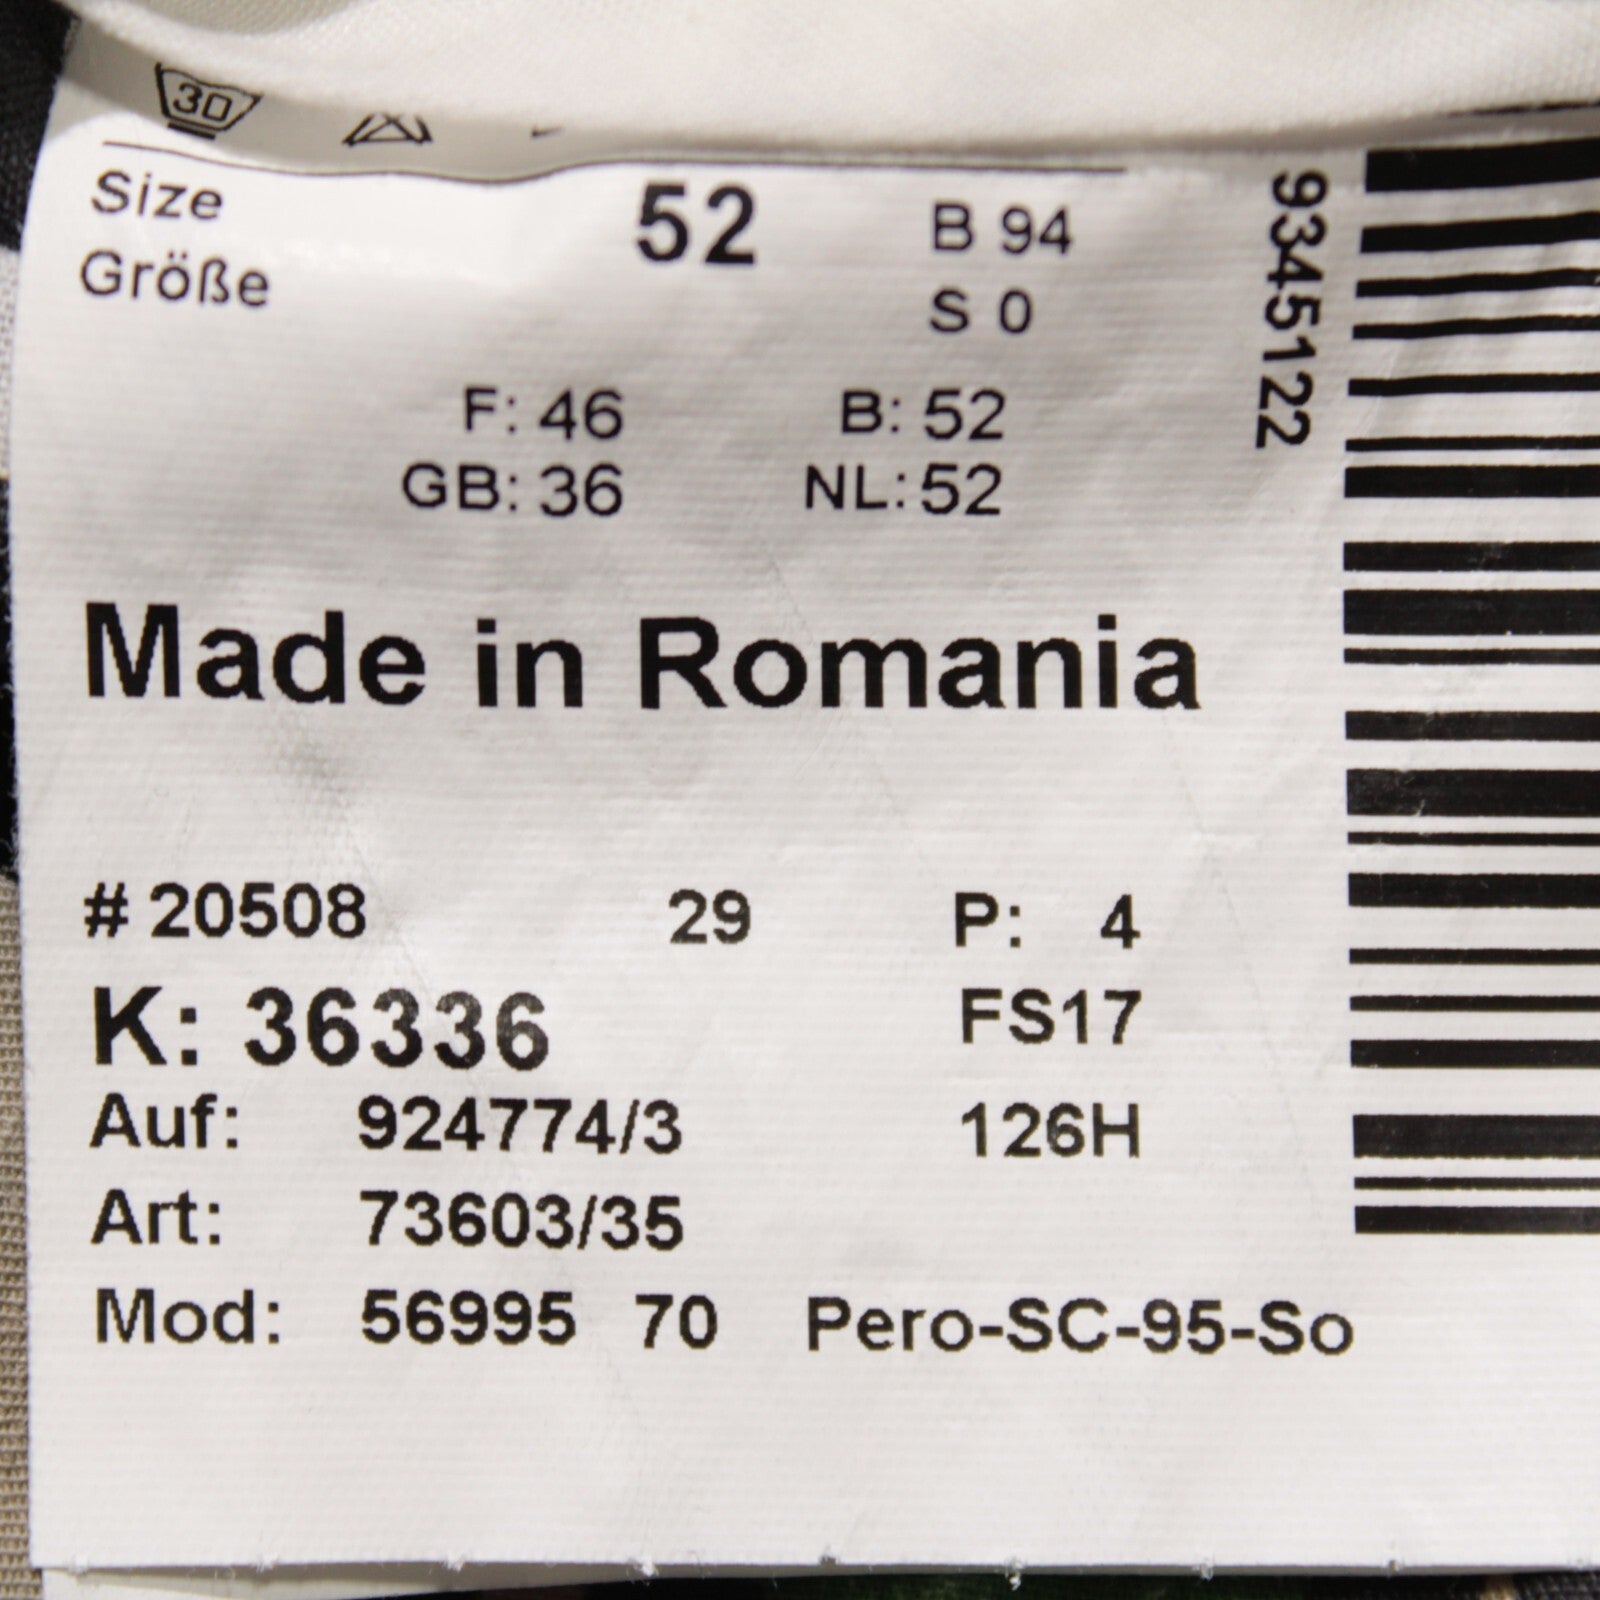 30
Size 52 B 94
Größe S 0
F: 46 B: 52
GB: 36 NL: 52
Made in Romania
# 20508 29 P: 4
K: 36336 FS17
Auf: 924774/3 126H
Art: 73603/35
Mod: 56995 70 Pero-SC-95-So
9345122